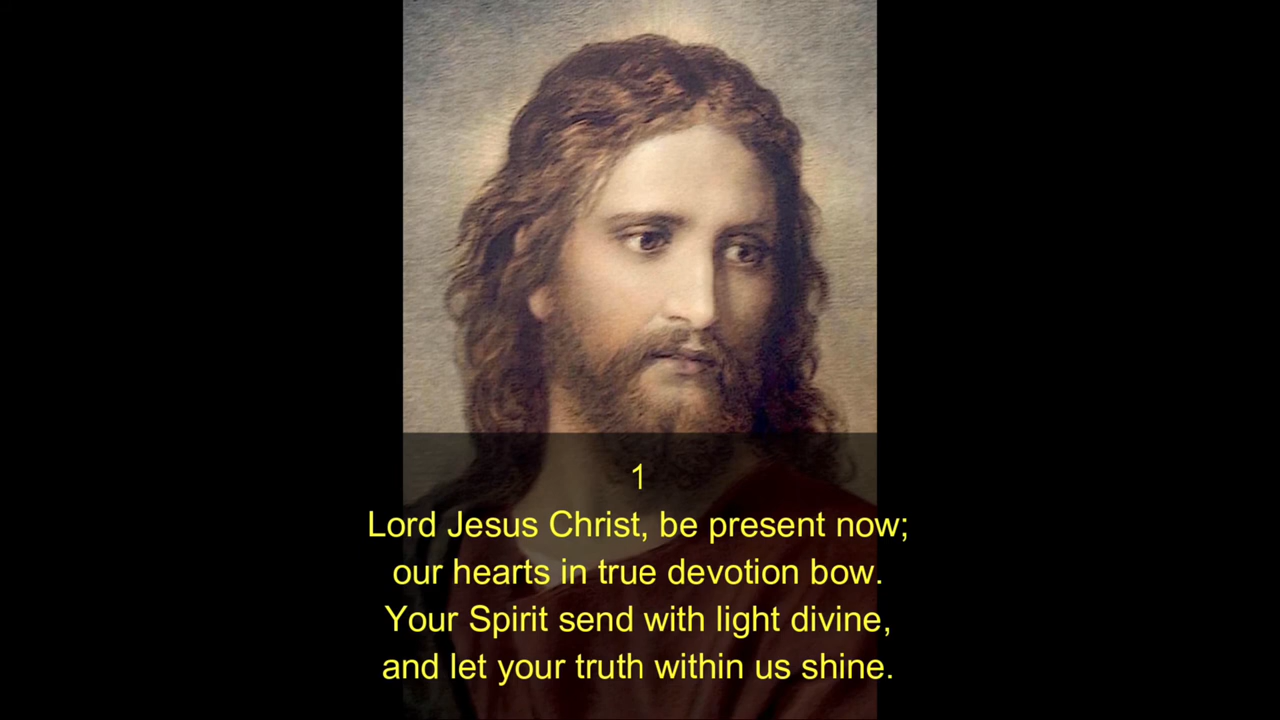 1
Lord Jesus Christ, be present now;
our hearts in true devotion bow.
Your Spirit send with light divine,
and let your truth within us shine.